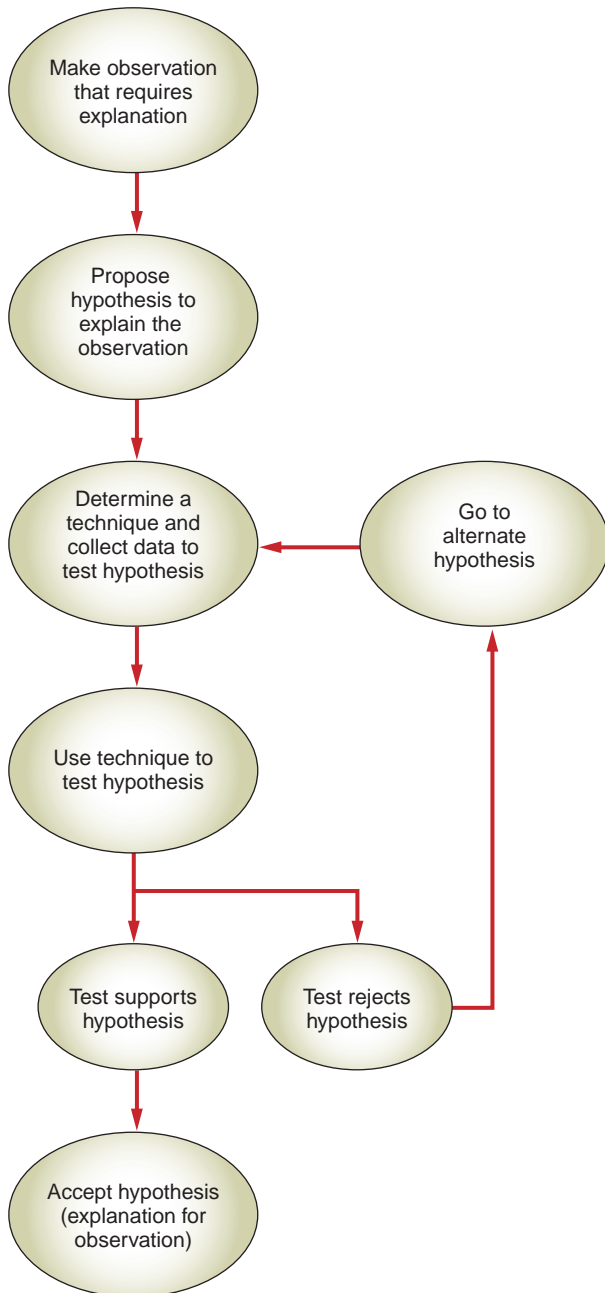 Make observation
that requires
explanation
Propose
hypothesis to
explain the
observation
Determine a
technique and
collect data to
test hypothesis
Go to
alternate
hypothesis
Use technique to
test hypothesis
Test supports
hypothesis
Test rejects
hypothesis
Accept hypothesis
(explanation for
observation)